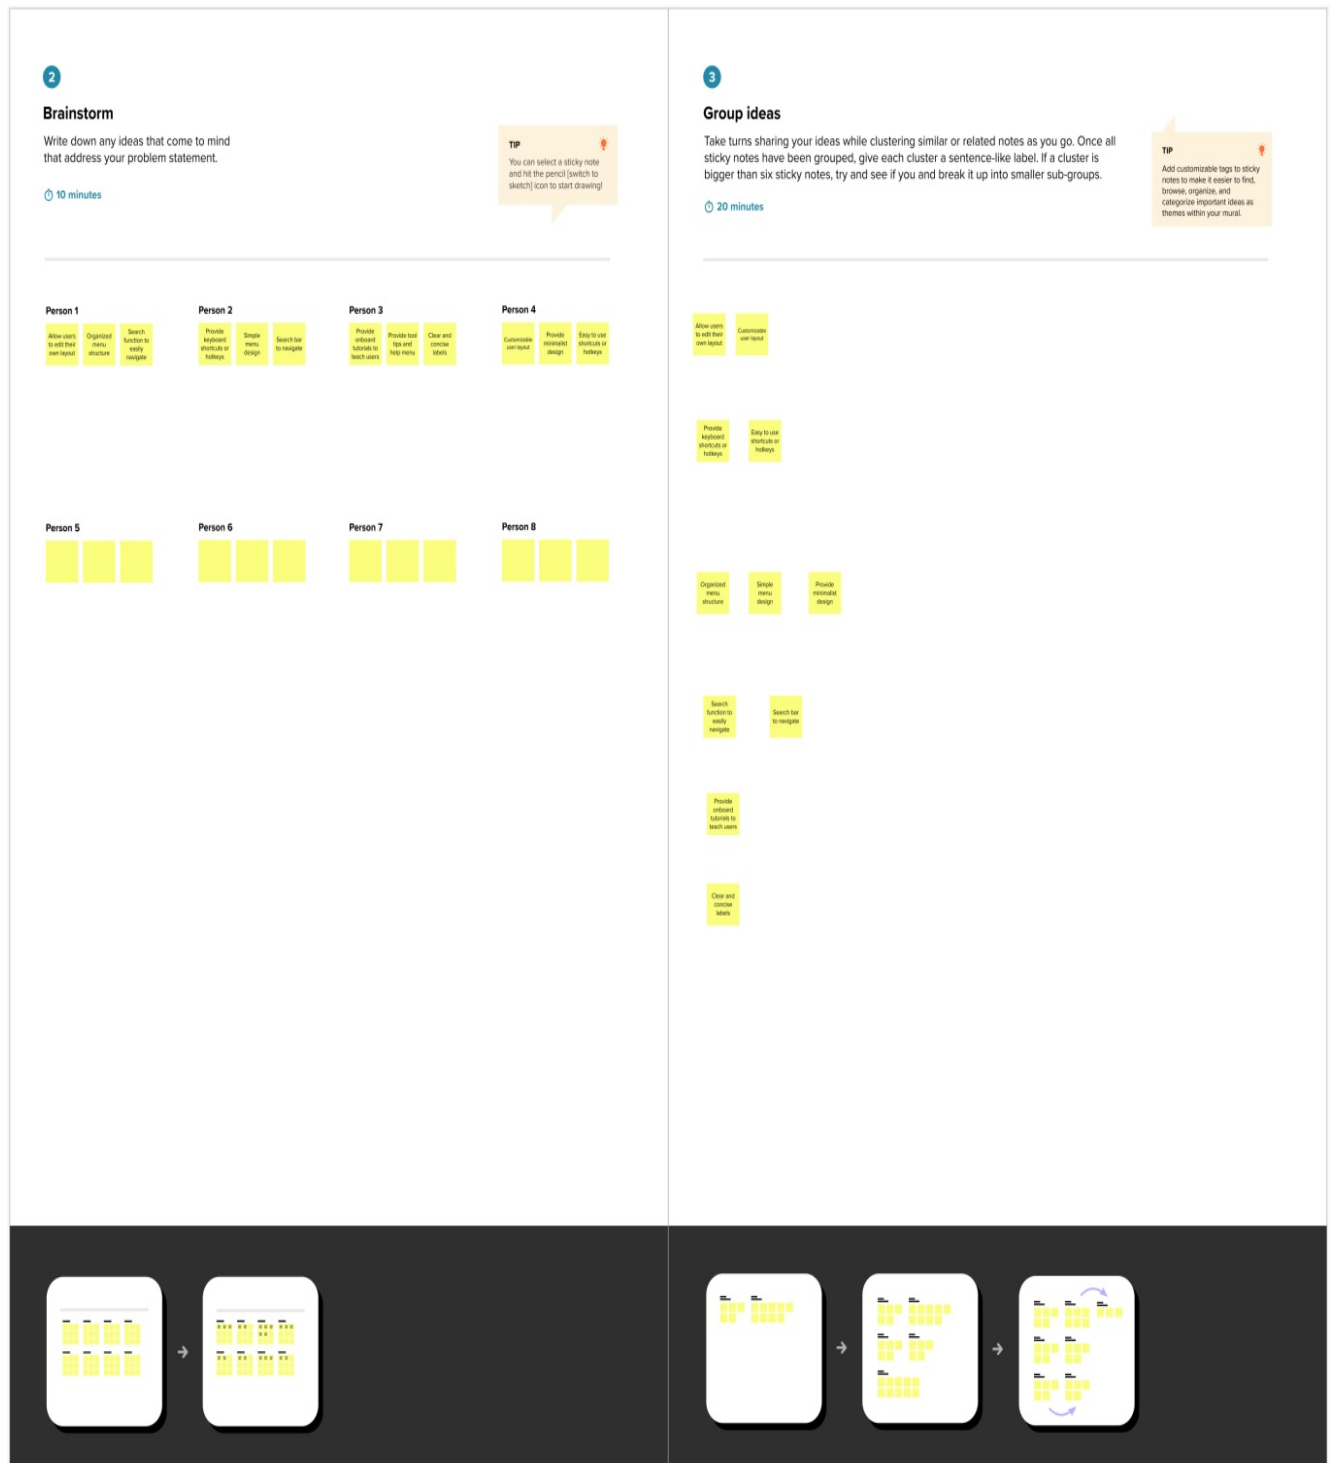 2
Brainstorm
Write down any ideas that come to mind
that address your problem statement.
10 minutes
TIP
You can select a sticky note
and hit the pencil [switch to
sketch] icon to start drawing!
Person 1
Allow users
to edit their
own layout
Organized
menu
structure
Search
function to
easily
navigate
Person 2
Provide
keyboard
shortcuts or
hotkeys
Simple
menu
design
Search bar
to navigate
Person 3
Provide
onboard
tutorials to
teach users
Provide tool
tips and
help menu
Clear and
concise
labels
Person 4
Customizable
user layout
Provide
minimalist
design
Easy to use
shortcuts or
hotkeys
Person 5
Person 6
Person 7
Person 8
3
Group ideas
Take turns sharing your ideas while clustering similar or related notes as you go. Once all
sticky notes have been grouped, give each cluster a sentence-like label. If a cluster is
bigger than six sticky notes, try and see if you and break it up into smaller sub-groups.
20 minutes
TIP
Add customizable tags to sticky
notes to make it easier to find,
browse, organize, and
categorize important ideas as
themes within your mural.
Allow users
to edit their
own layout
Customizable
user layout
Provide
keyboard
shortcuts or
hotkeys
Easy to use
shortcuts or
hotkeys
Organized
menu
structure
Simple
menu
design
Provide
minimalist
design
Search
function to
easily
navigate
Search bar
to navigate
Provide
onboard
tutorials to
teach users
Clear and
concise
labels